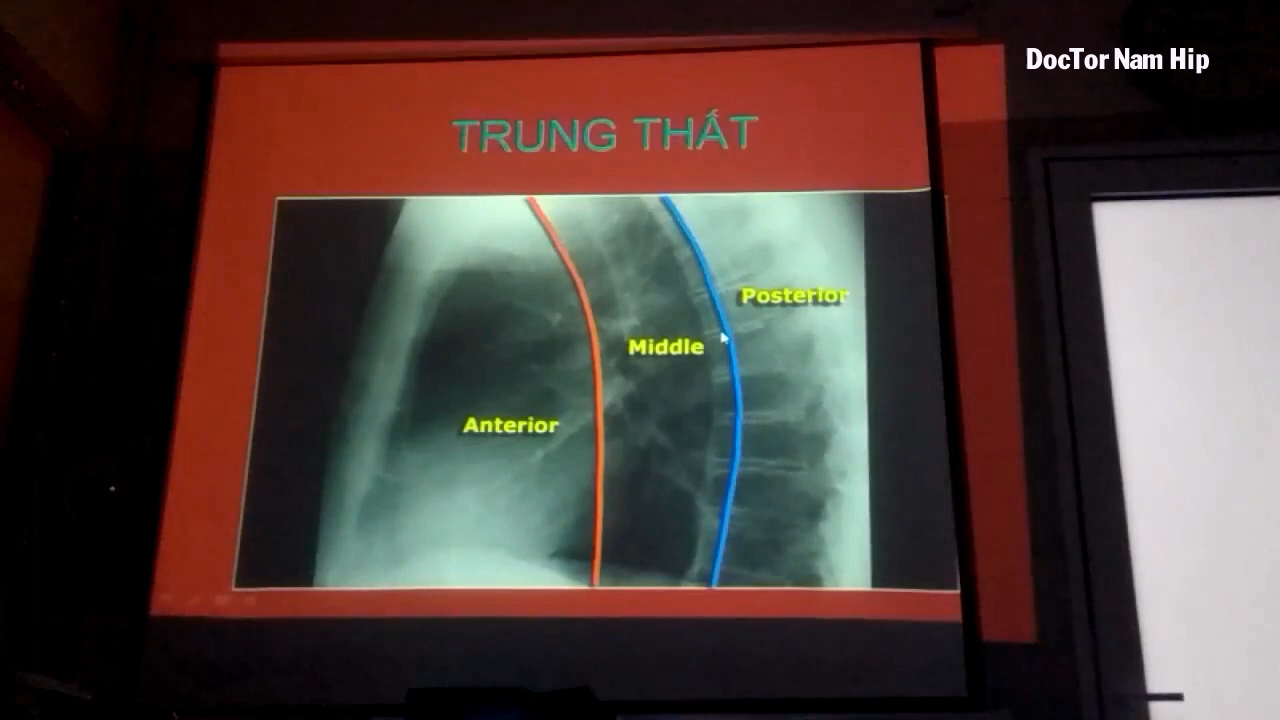 DocTor Nam Hip
TRUNG THẤT
Posterior
Middle
Anterior